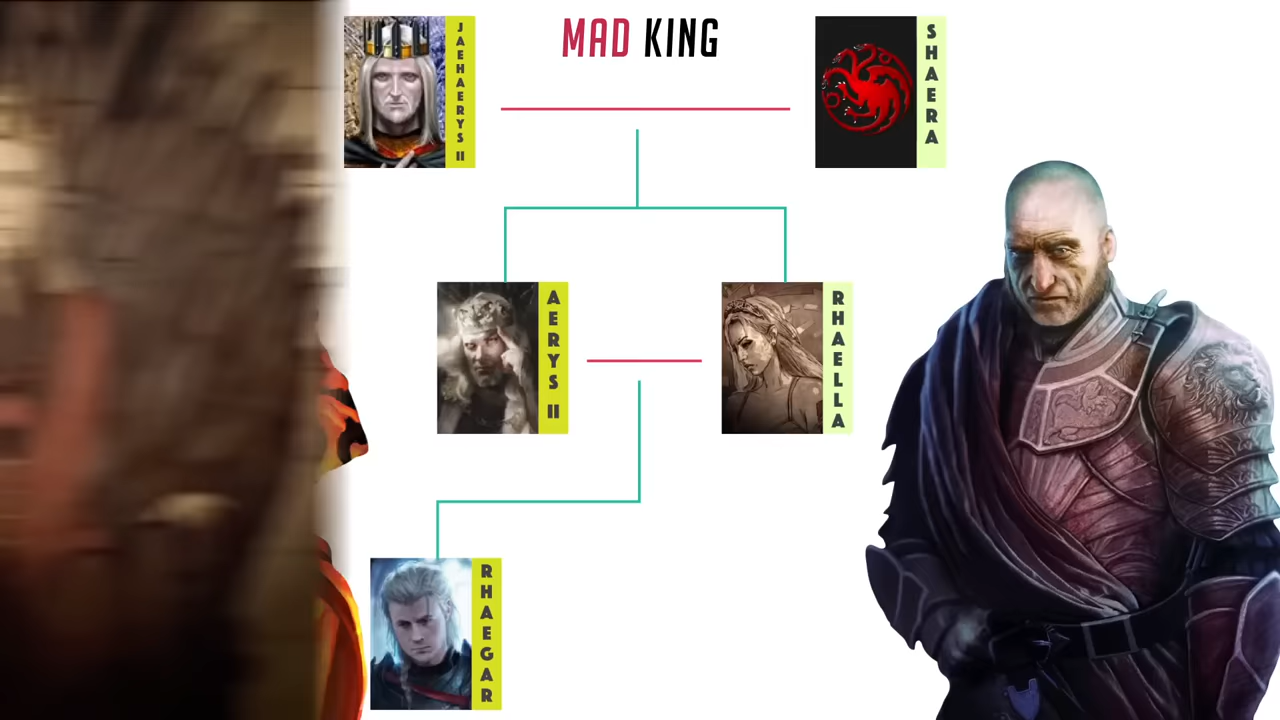 MAD KING
JAEHAERYS II
SHAERA
AERYS II
RHAELLA
RHAEGAR